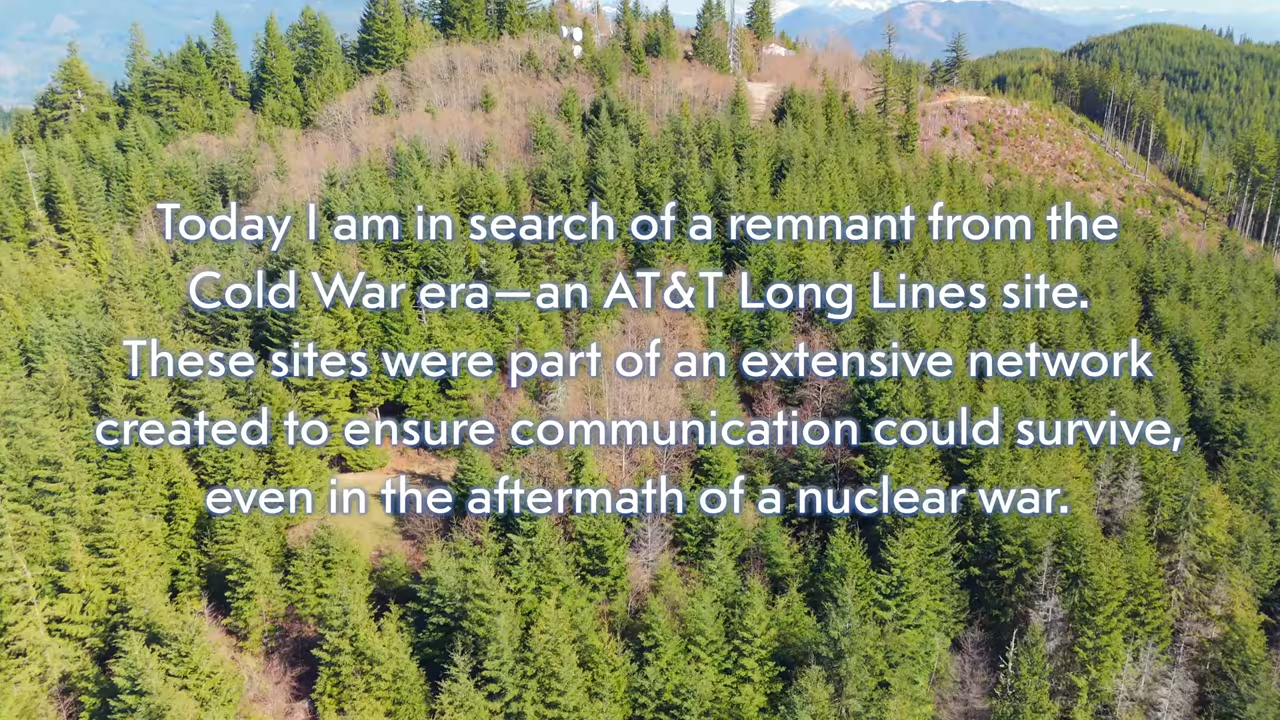 Today I am in search of a remnant from the
Cold War era—an AT&T Long Lines site.
These sites were part of an extensive network
created to ensure communication could survive,
even in the aftermath of a nuclear war.